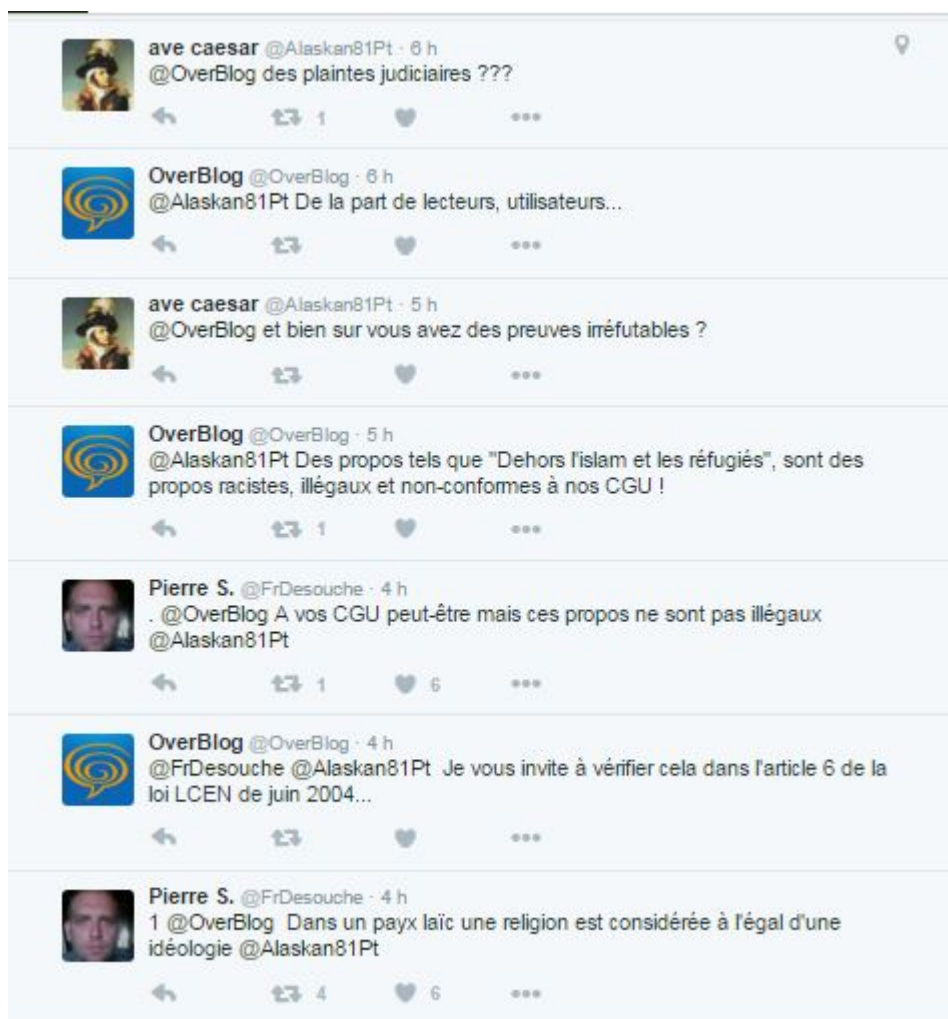 ave caesar @Alaskan81Pt · 6 h
@OverBlog des plaintes judiciaires ???
1
OverBlog @OverBlog · 6 h
@Alaskan81Pt De la part de lecteurs, utilisateurs...
ave caesar @Alaskan81Pt · 5 h
@OverBlog et bien sur vous avez des preuves irréfutables ?
OverBlog @OverBlog · 5 h
@Alaskan81Pt Des propos tels que "Dehors l'islam et les réfugiés", sont des
propos racistes, illégaux et non-conformes à nos CGU !
1
Pierre S. @FrDesouche · 4 h
. @OverBlog A vos CGU peut-être mais ces propos ne sont pas illégaux
@Alaskan81Pt
1 6
OverBlog @OverBlog · 4 h
@FrDesouche @Alaskan81Pt Je vous invite à vérifier cela dans l'article 6 de la
loi LCEN de juin 2004...
Pierre S. @FrDesouche · 4 h
1 @OverBlog Dans un payx laïc une religion est considérée à l'égal d'une
idéologie @Alaskan81Pt
4 6